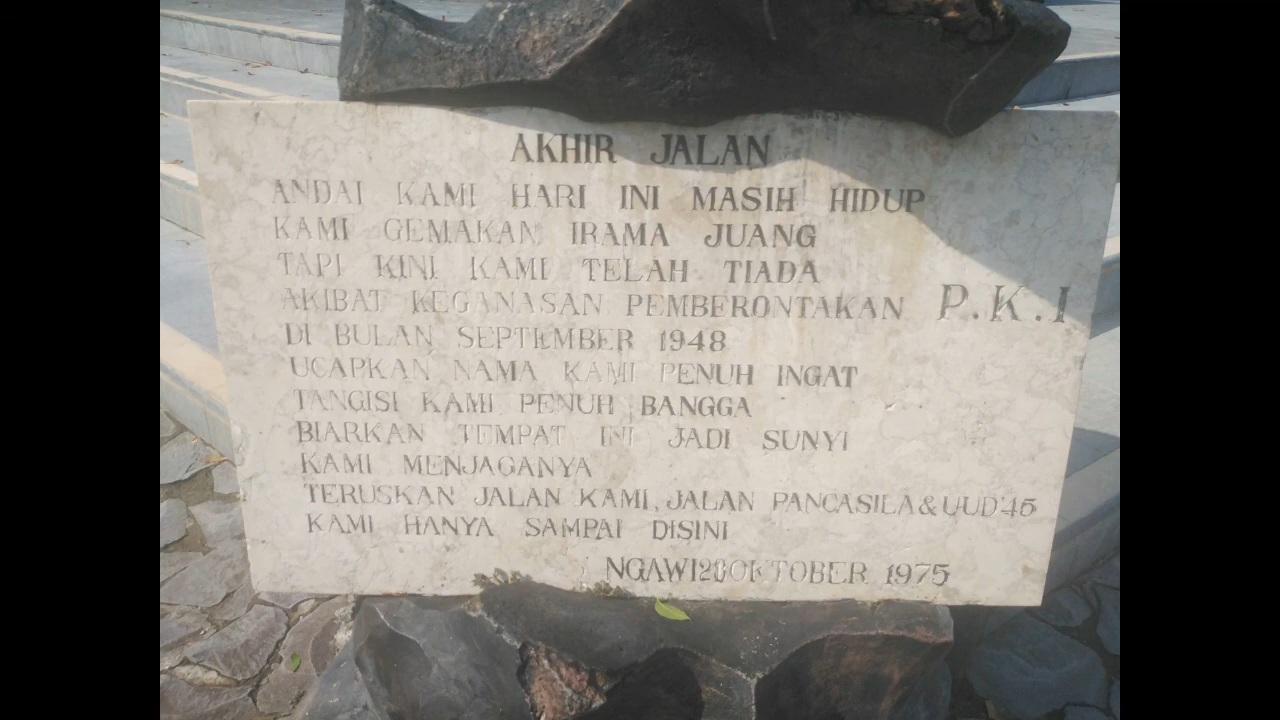 AKHIR JALAN
ANDAI KAMI HARI INI MASIH HIDUP
KAMI GEMAKAN IRAMA JUANG
TAPI KINI KAMI TELAH TIADA
AKIBAT KEGANASAN PEMBERONTAKAN P.K.I
DI BULAN SEPTEMBER 1948
UCAPKAN NAMA KAMI PENUH INGAT
TANGISI KAMI PENUH BANGGA
BIARKAN TEMPAT INI JADI SUNYI
KAMI MENJAGANYA
TERUSKAN JALAN KAMI, JALAN PANCASILA & UUD'45
KAMI HANYA SAMPAI DISINI
NGAWI 28 OKTOBER 1975